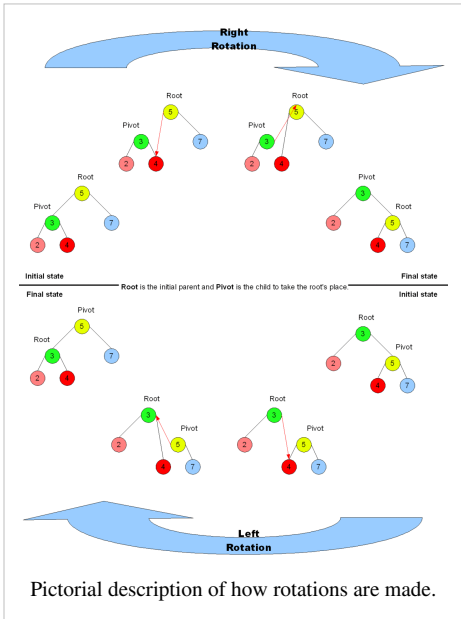 Right
Rotation
Root
5
Pivot
3
7
2
4
Root
5
Pivot
3
7
2
4
Root
5
Pivot
3
7
2
4
Pivot
3
Root
2
5
4
7
Initial state
Final state
Root is the initial parent and Pivot is the child to take the root's place.
Final state
Initial state
Pivot
5
Root
3
7
2
4
Root
3
Pivot
2
5
4
7
Root
3
Pivot
2
5
4
7
Root
3
Pivot
2
5
4
7
Left
Rotation
Pictorial description of how rotations are made.